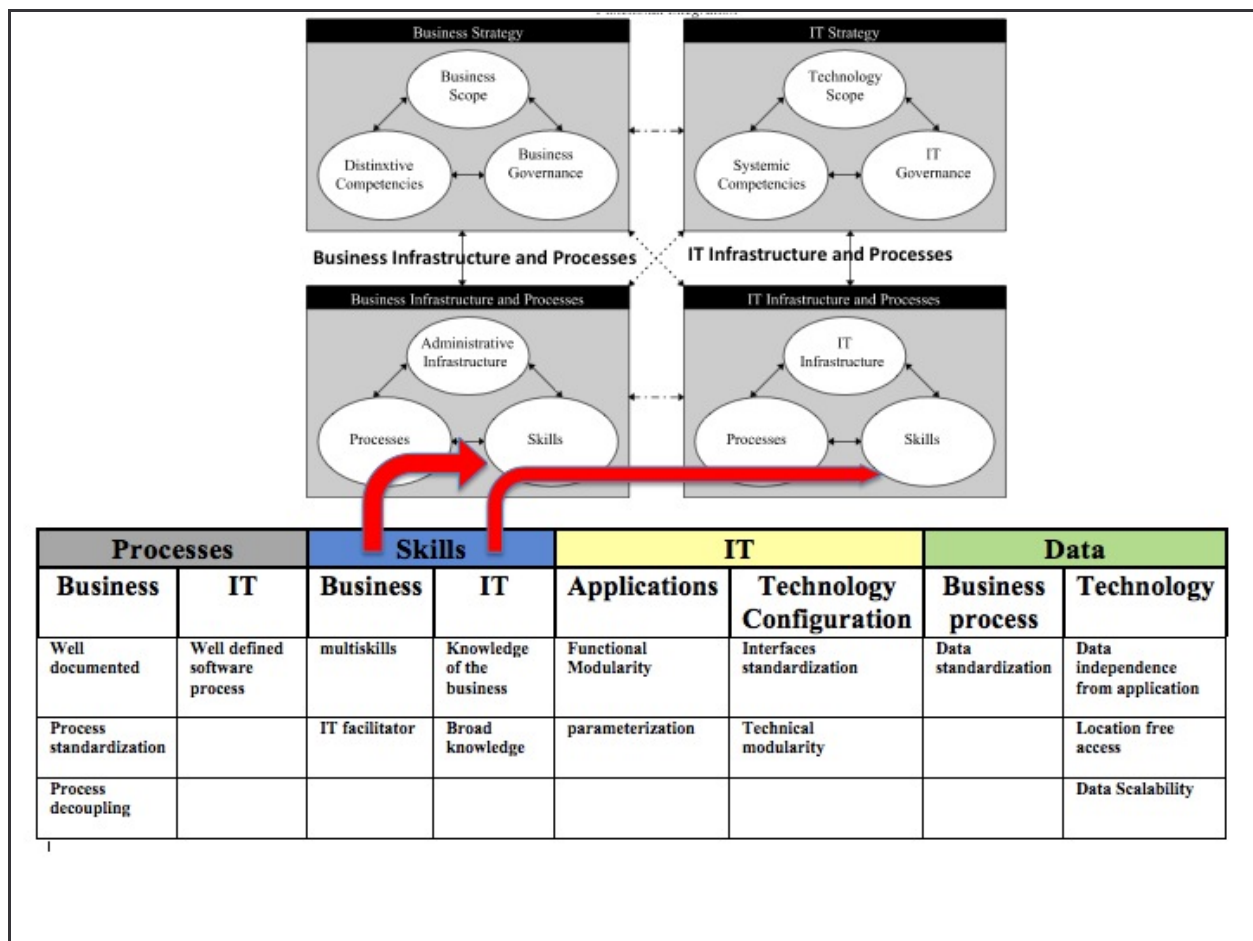 Business Strategy
IT Strategy
Business
Scope
Technology
Scope
Distinxtive
Competencies
Business
Governance
Systemic
Competencies
IT
Governance
Business Infrastructure and Processes
IT Infrastructure and Processes
Business Infrastructure and Processes
IT Infrastructure and Processes
Administrative
Infrastructure
IT
Infrastructure
Processes
Skills
Processes
Skills
Processes
Skills
IT
Data
Business
IT
Business
IT
Applications
Technology
Configuration
Business
process
Technology
Well
documented
Well defined
software
process
multiskills
Knowledge
of the
business
Functional
Modularity
Interfaces
standardization
Data
standardization
Data
independence
from application
Process
standardization
IT facilitator
Broad
knowledge
parameterization
Technical
modularity
Location free
access
Process
decoupling
Data Scalability